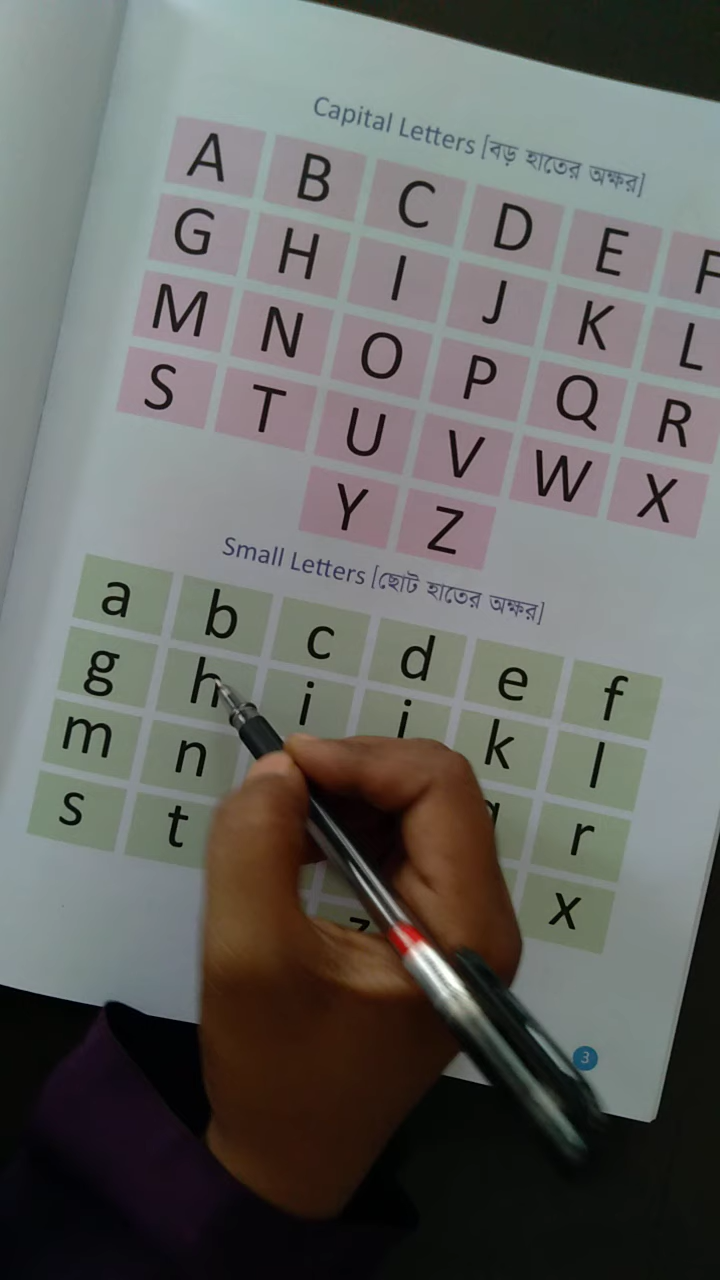 Capital Letters [বড় হাতের অক্ষর]
A B C D E F
G H I J K L
M N O P Q R
S T U V W X
Y Z
Small Letters [ছোট হাতের অক্ষর]
a b c d e f
g h i j k l
m n r
s t x
z
3